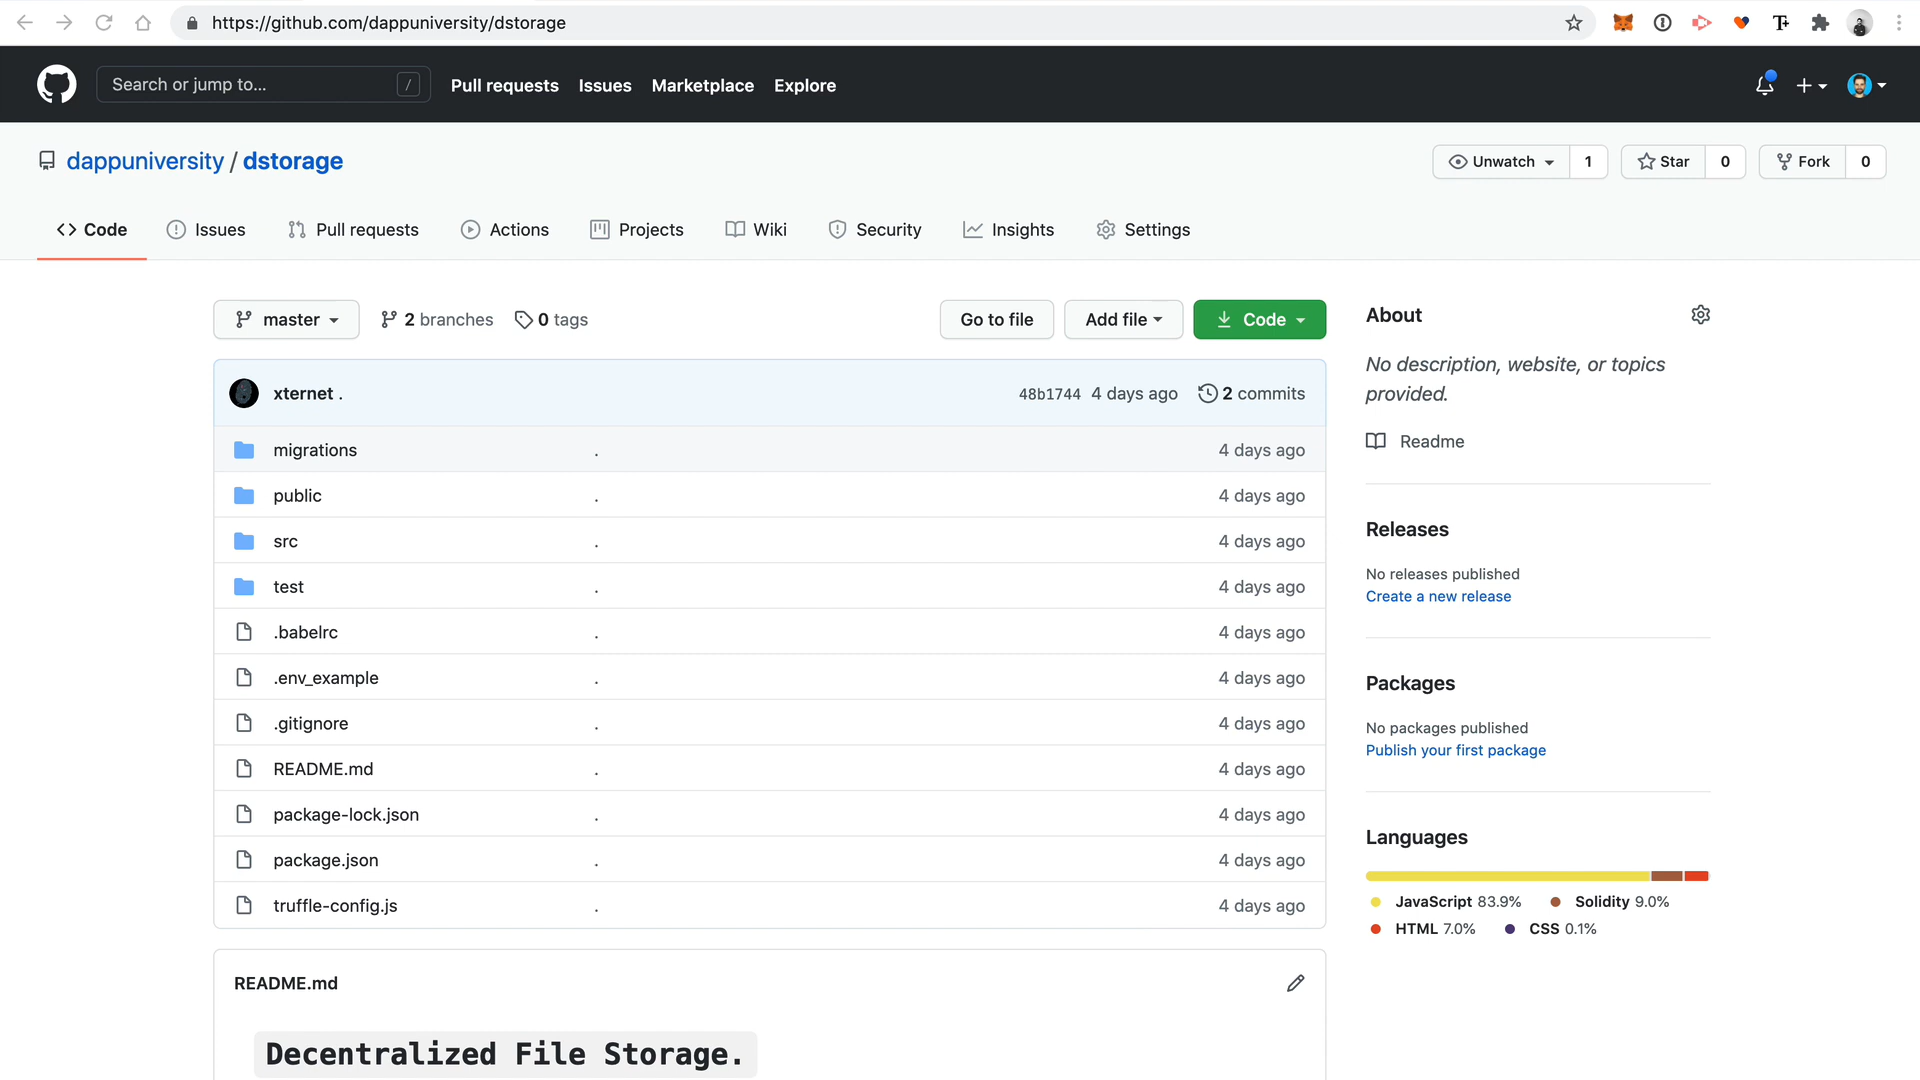 https://github.com/dappuniversity/dstorage
Search or jump to... /
Pull requests Issues Marketplace Explore
dappuniversity / dstorage
Unwatch 1 Star 0 Fork 0
Code Issues Pull requests Actions Projects Wiki Security Insights Settings
master 2 branches 0 tags Go to file Add file Code
xternet . 48b1744 4 days ago 2 commits
migrations . 4 days ago
public . 4 days ago
src . 4 days ago
test . 4 days ago
.babelrc . 4 days ago
.env_example . 4 days ago
.gitignore . 4 days ago
README.md . 4 days ago
package-lock.json . 4 days ago
package.json . 4 days ago
truffle-config.js . 4 days ago
README.md
Decentralized File Storage.
About
No description, website, or topics
provided.
Readme
Releases
No releases published
Create a new release
Packages
No packages published
Publish your first package
Languages
JavaScript 83.9% Solidity 9.0%
HTML 7.0% CSS 0.1%